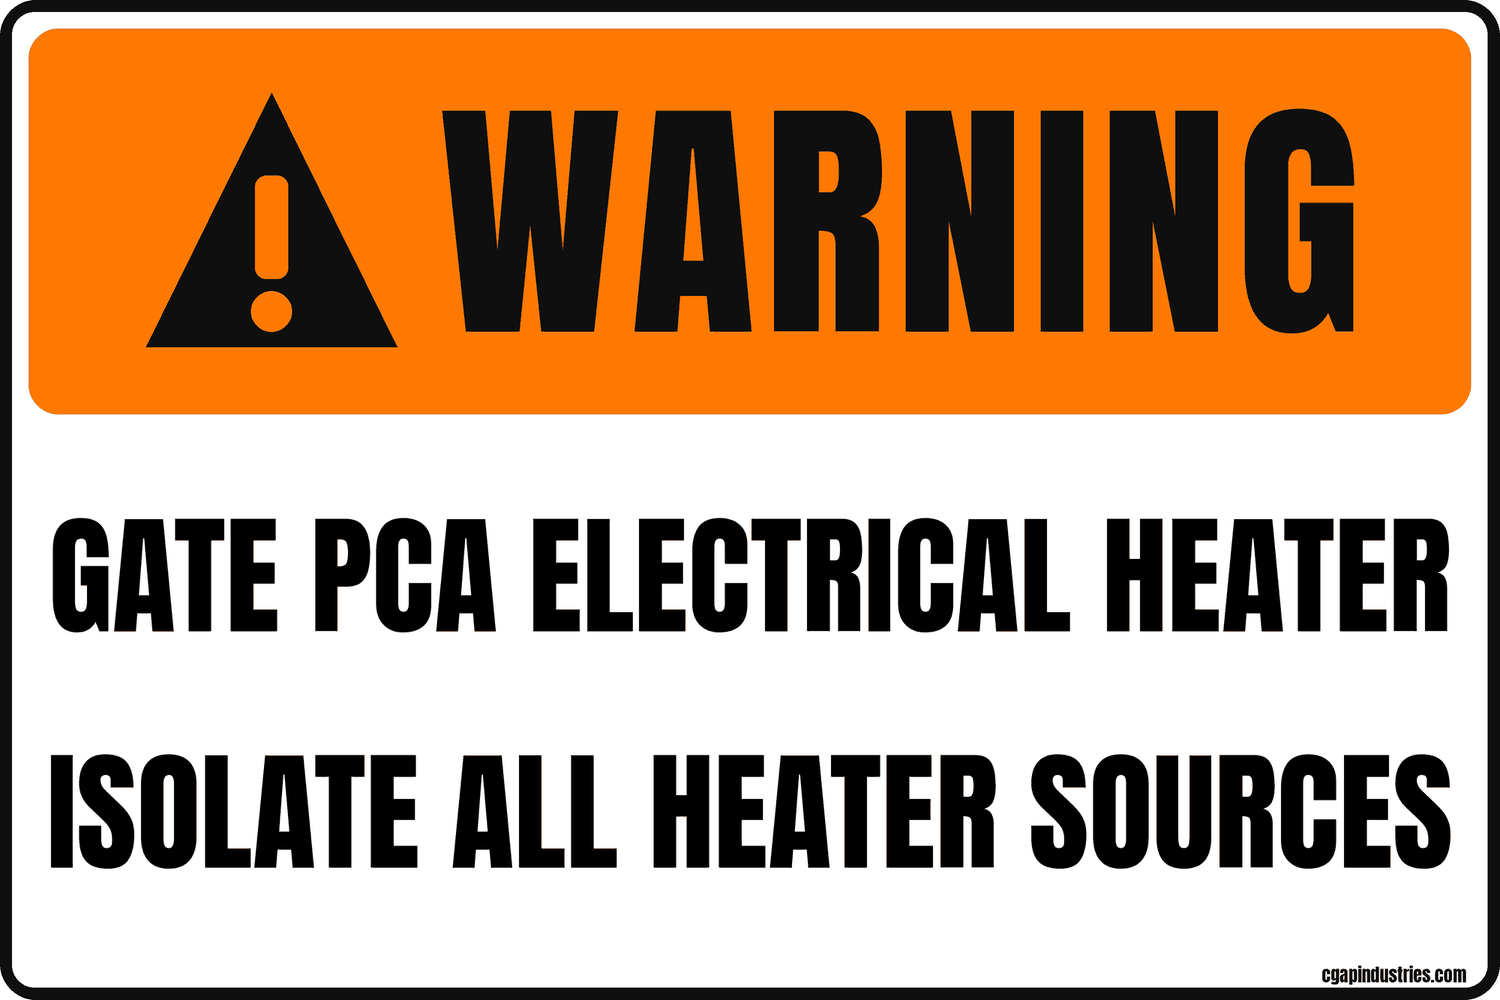 WARNING
GATE PCA ELECTRICAL HEATER
ISOLATE ALL HEATER SOURCES
cgapindustries.com